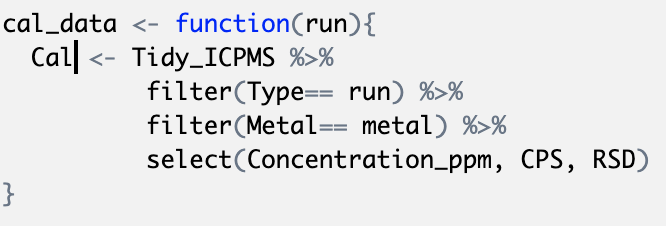 cal_data <- function(run){
  Cal <- Tidy_ICPMS %>%
         filter(Type== run) %>%
         filter(Metal== metal) %>%
         select(Concentration_ppm, CPS, RSD)
}